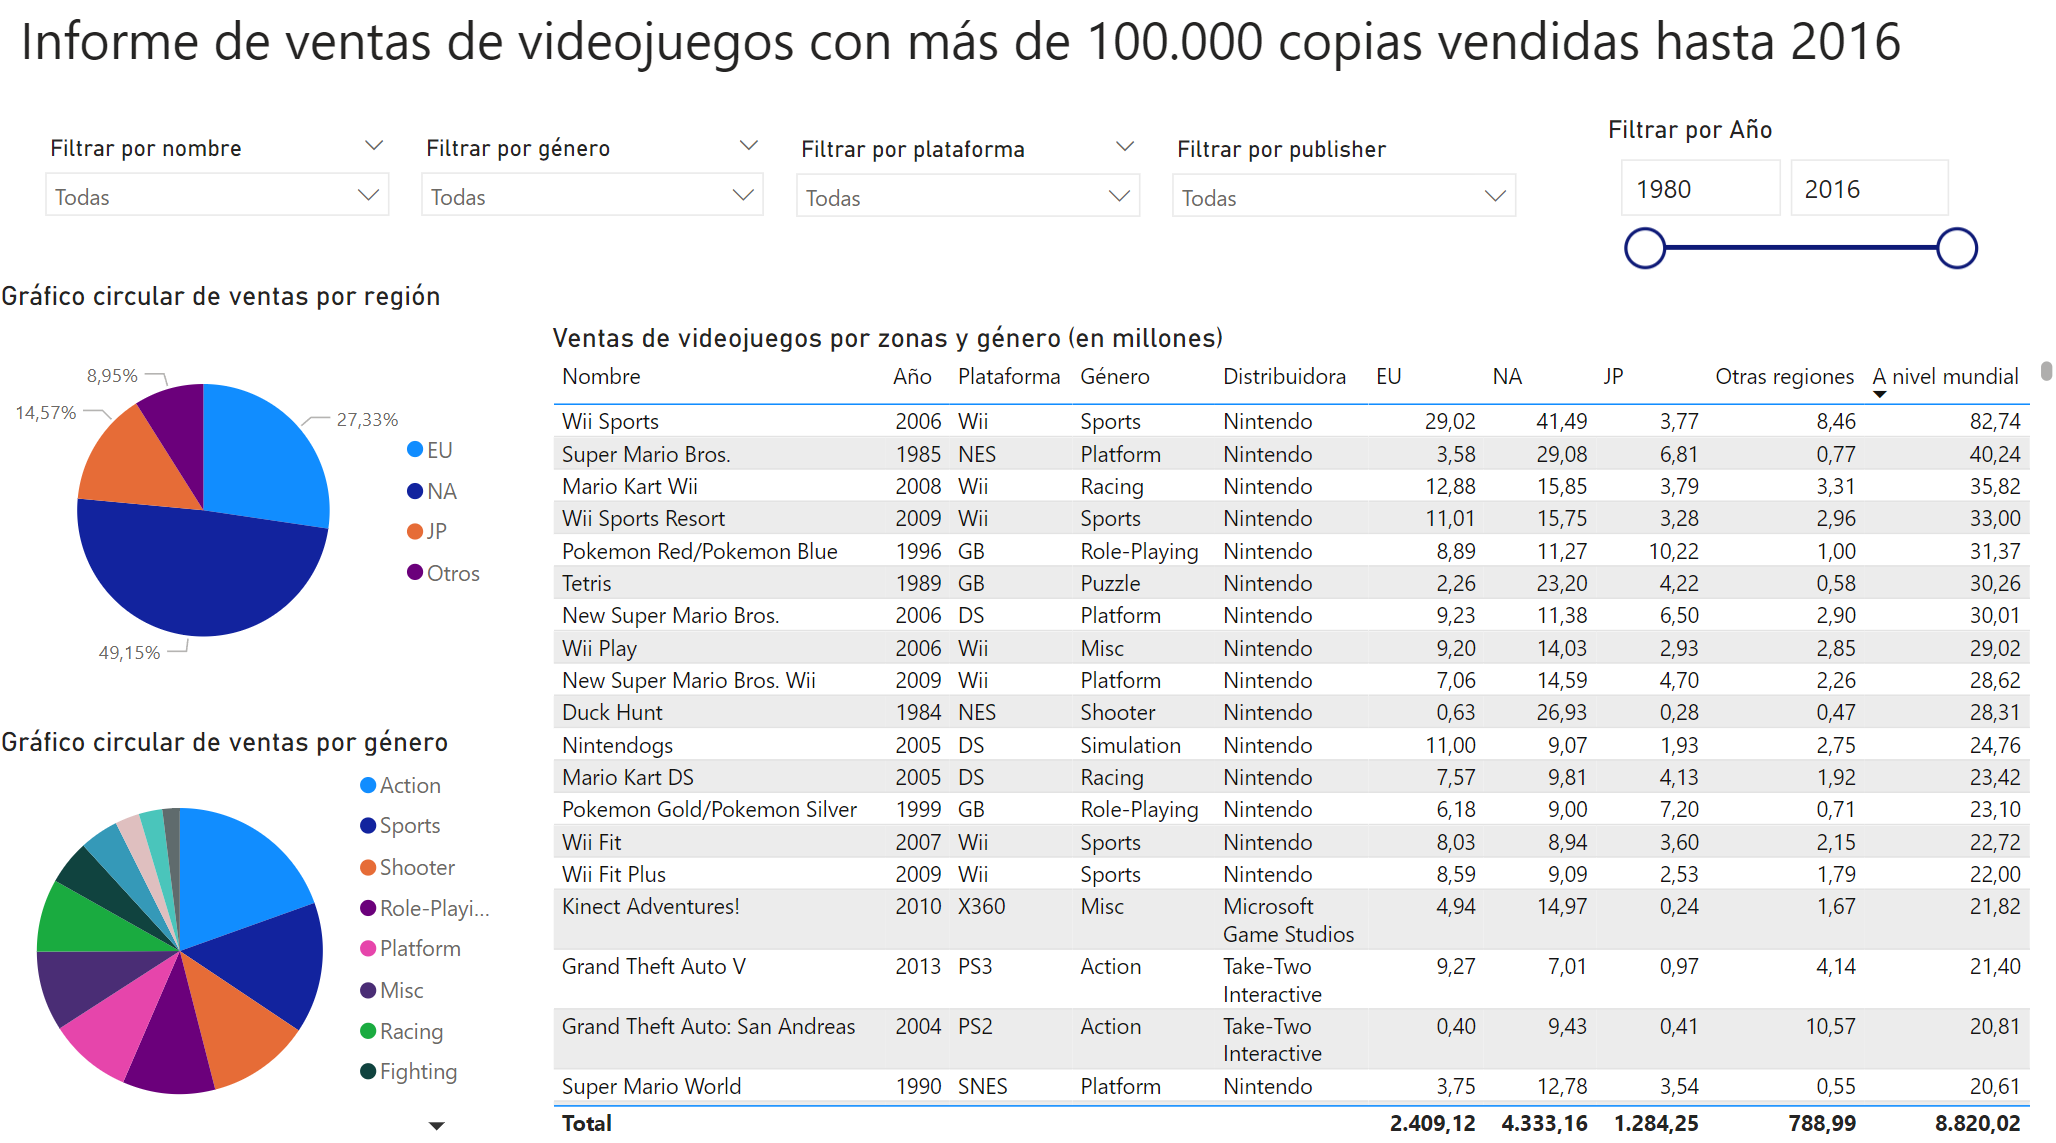 Informe de ventas de videojuegos con más de 100.000 copias vendidas hasta 2016
Filtrar por nombre
Todas
Filtrar por género
Todas
Filtrar por plataforma
Todas
Filtrar por publisher
Todas
Filtrar por Año
1980 2016
Gráfico circular de ventas por región
8,95%
14,57%
27,33%
49,15%
EU
NA
JP
Otros
Gráfico circular de ventas por género
Action
Sports
Shooter
Role-Playi...
Platform
Misc
Racing
Fighting
Ventas de videojuegos por zonas y género (en millones)
Nombre Año Plataforma Género Distribuidora EU NA JP Otras regiones A nivel mundial
Wii Sports 2006 Wii Sports Nintendo 29,02 41,49 3,77 8,46 82,74
Super Mario Bros. 1985 NES Platform Nintendo 3,58 29,08 6,81 0,77 40,24
Mario Kart Wii 2008 Wii Racing Nintendo 12,88 15,85 3,79 3,31 35,82
Wii Sports Resort 2009 Wii Sports Nintendo 11,01 15,75 3,28 2,96 33,00
Pokemon Red/Pokemon Blue 1996 GB Role-Playing Nintendo 8,89 11,27 10,22 1,00 31,37
Tetris 1989 GB Puzzle Nintendo 2,26 23,20 4,22 0,58 30,26
New Super Mario Bros. 2006 DS Platform Nintendo 9,23 11,38 6,50 2,90 30,01
Wii Play 2006 Wii Misc Nintendo 9,20 14,03 2,93 2,85 29,02
New Super Mario Bros. Wii 2009 Wii Platform Nintendo 7,06 14,59 4,70 2,26 28,62
Duck Hunt 1984 NES Shooter Nintendo 0,63 26,93 0,28 0,47 28,31
Nintendogs 2005 DS Simulation Nintendo 11,00 9,07 1,93 2,75 24,76
Mario Kart DS 2005 DS Racing Nintendo 7,57 9,81 4,13 1,92 23,42
Pokemon Gold/Pokemon Silver 1999 GB Role-Playing Nintendo 6,18 9,00 7,20 0,71 23,10
Wii Fit 2007 Wii Sports Nintendo 8,03 8,94 3,60 2,15 22,72
Wii Fit Plus 2009 Wii Sports Nintendo 8,59 9,09 2,53 1,79 22,00
Kinect Adventures! 2010 X360 Misc Microsoft 4,94 14,97 0,24 1,67 21,82
Game Studios
Grand Theft Auto V 2013 PS3 Action Take-Two 9,27 7,01 0,97 4,14 21,40
Interactive
Grand Theft Auto: San Andreas 2004 PS2 Action Take-Two 0,40 9,43 0,41 10,57 20,81
Interactive
Super Mario World 1990 SNES Platform Nintendo 3,75 12,78 3,54 0,55 20,61
Total 2.409,12 4.333,16 1.284,25 788,99 8.820,02